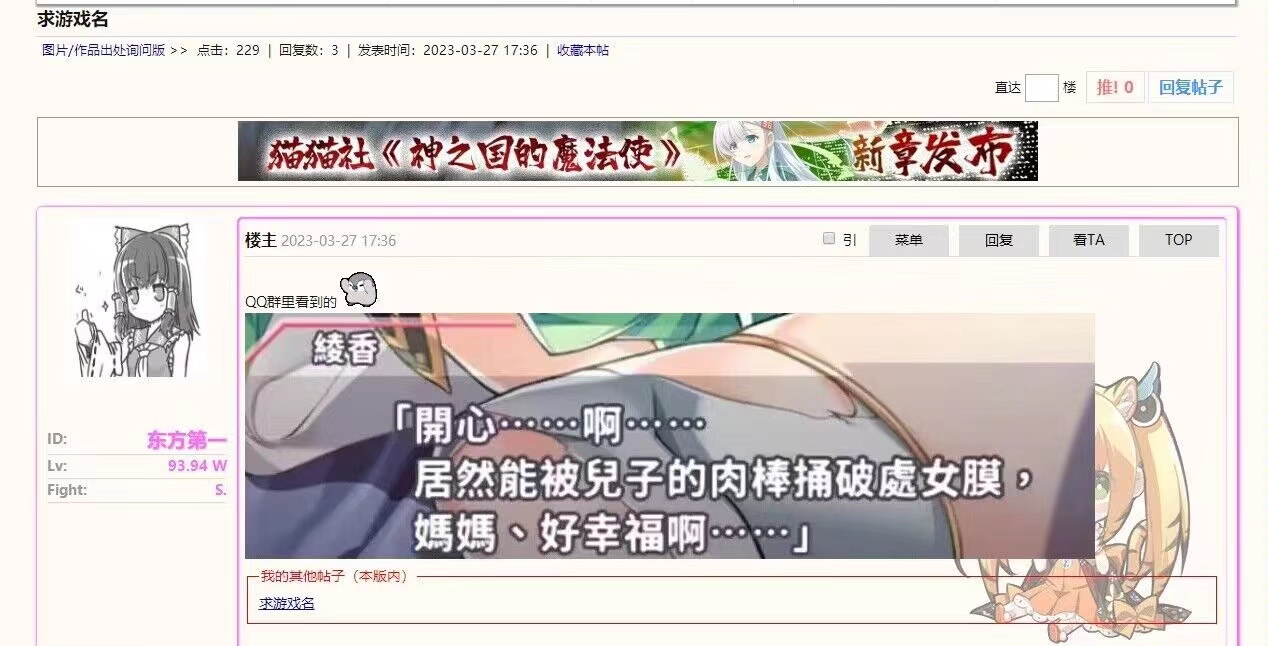 求游戏名
图片/作品出处询问版 >> 点击：229 | 回复数：3 | 发表时间：2023-03-27 17:36 | 收藏本帖
直达 楼 推! 0 回复帖子
猫猫社《神之国的魔法使》 新章发布
楼主 2023-03-27 17:36 引 菜单 回复 看TA TOP
QQ群里看到的
綾香
「開心……啊……
居然能被兒子的肉棒捅破處女膜，
媽媽、好幸福啊……」
ID: 东方第一
Lv: 93.94 W
Fight: S.
我的其他帖子（本版内）
求游戏名